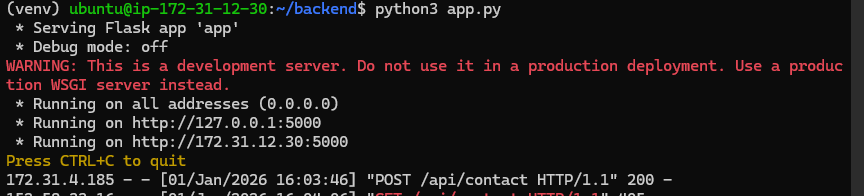 (venv) ubuntu@ip-172-31-12-30:~/backend$ python3 app.py
 * Serving Flask app 'app'
 * Debug mode: off
WARNING: This is a development server. Do not use it in a production deployment. Use a produc
tion WSGI server instead.
 * Running on all addresses (0.0.0.0)
 * Running on http://127.0.0.1:5000
 * Running on http://172.31.12.30:5000
Press CTRL+C to quit
172.31.4.185 - - [01/Jan/2026 16:03:46] "POST /api/contact HTTP/1.1" 200 -